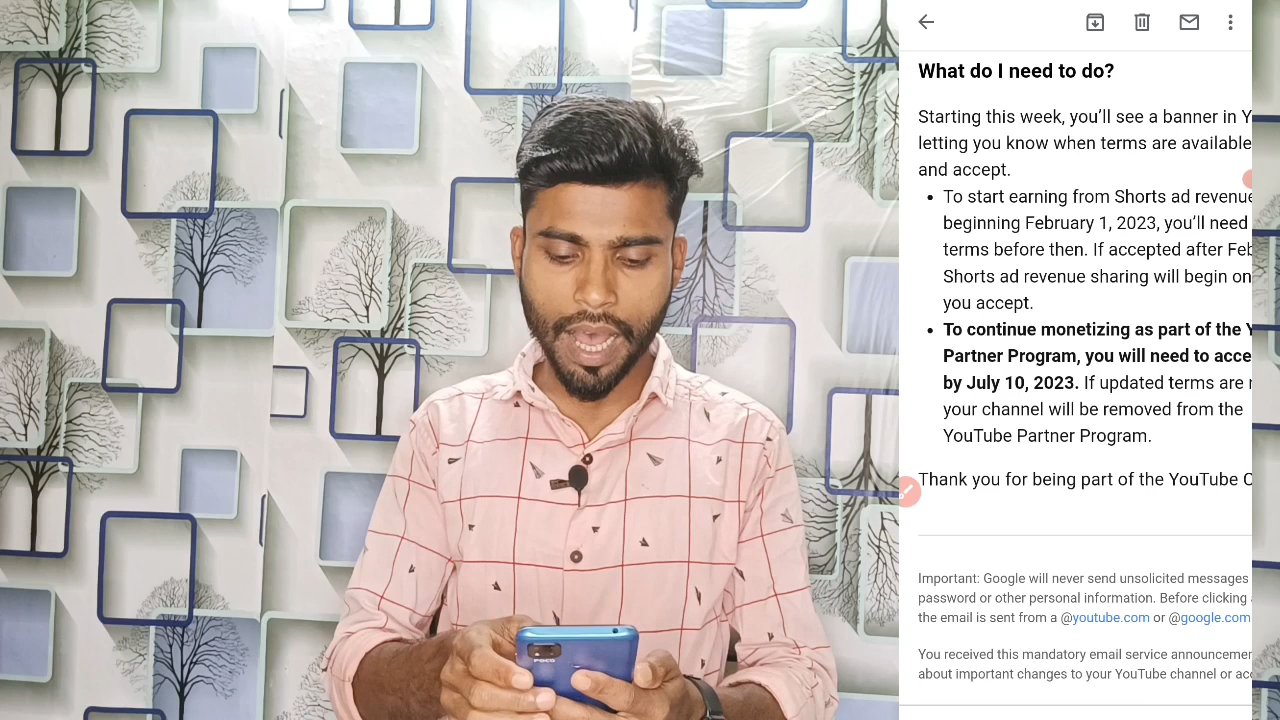 What do I need to do?
Starting this week, you’ll see a banner in Y
letting you know when terms are available
and accept.
• To start earning from Shorts ad revenue
beginning February 1, 2023, you’ll need
terms before then. If accepted after Feb
Shorts ad revenue sharing will begin on
you accept.
• To continue monetizing as part of the Y
Partner Program, you will need to acce
by July 10, 2023. If updated terms are n
your channel will be removed from the
YouTube Partner Program.
Thank you for being part of the YouTube C
Important: Google will never send unsolicited messages
password or other personal information. Before clicking
the email is sent from a @youtube.com or @google.com
You received this mandatory email service announcemen
about important changes to your YouTube channel or acc
POCO